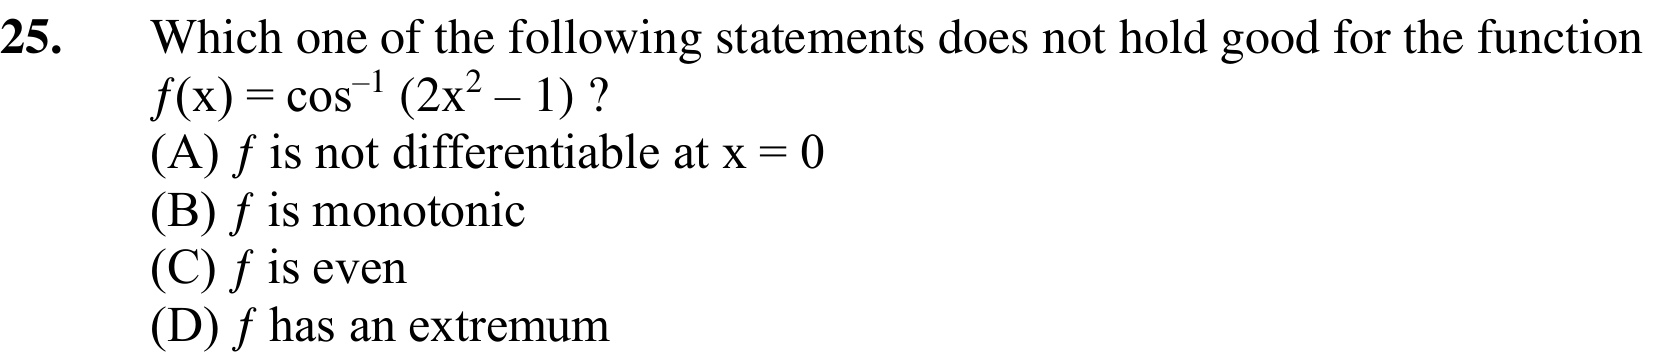 25. Which one of the following statements does not hold good for the function
f(x) = cos⁻¹ (2x² – 1) ?
(A) f is not differentiable at x = 0
(B) f is monotonic
(C) f is even
(D) f has an extremum